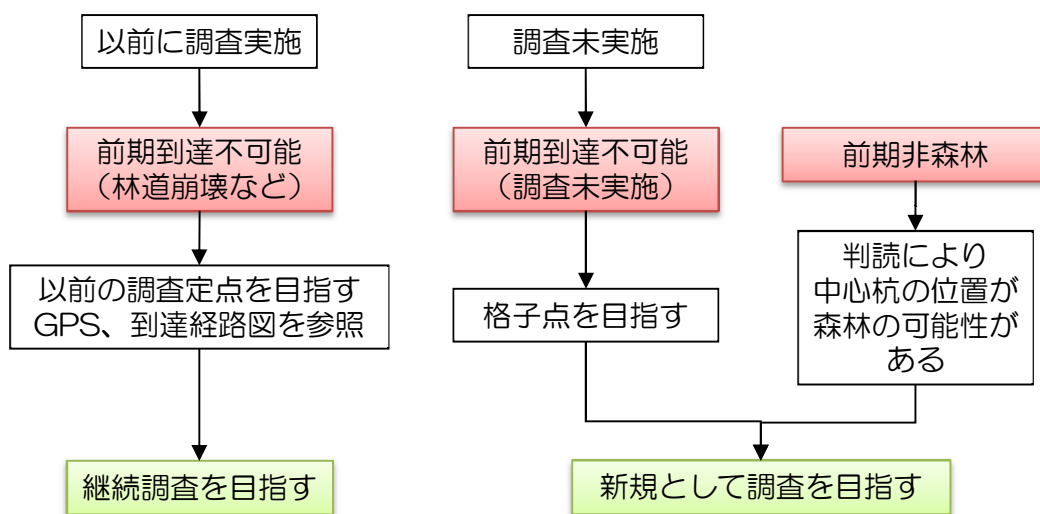 以前に調査実施
調査未実施
前期到達不可能
（林道崩壊など）
前期到達不可能
（調査未実施）
前期非森林
以前の調査定点を目指す
GPS、到達経路図を参照
格子点を目指す
判読により
中心杭の位置が
森林の可能性が
ある
継続調査を目指す
新規として調査を目指す